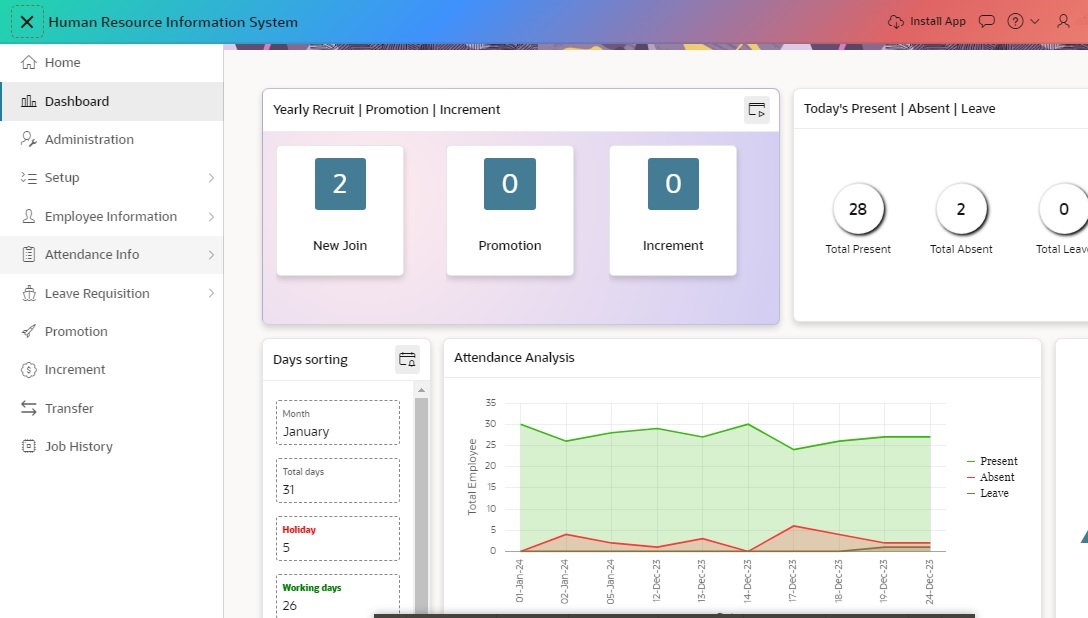 Human Resource Information System
Install App
Home
Dashboard
Administration
Setup
Employee Information
Attendance Info
Leave Requisition
Promotion
Increment
Transfer
Job History
Yearly Recruit | Promotion | Increment
2
New Join
0
Promotion
0
Increment
Today's Present | Absent | Leave
28
Total Present
2
Total Absent
0
Total Leav
Days sorting
Month
January
Total days
31
Holiday
5
Working days
26
Attendance Analysis
Total Employee
35
30
25
20
15
10
5
0
01-Jan-24
02-Jan-24
05-Jan-24
12-Dec-23
13-Dec-23
14-Dec-23
17-Dec-23
18-Dec-23
19-Dec-23
24-Dec-23
Present
Absent
Leave